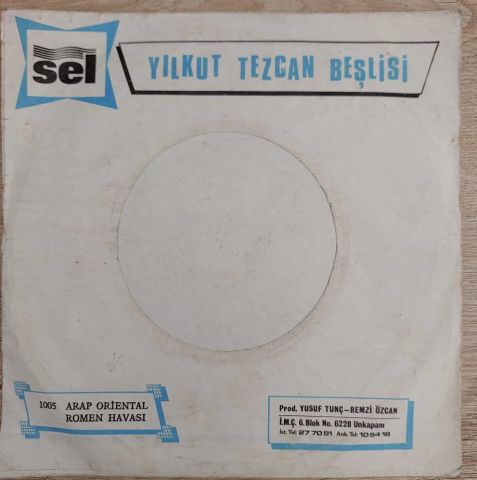 sel
YILKUT TEZCAN BEŞLİSİ
1005 ARAP ORİENTAL
ROMEN HAVASI
Prod. YUSUF TUNÇ-REMZİ ÖZCAN
İ.M.Ç. 6. Blok No. 6228 Unkapanı
İst. Tel: 27 70 51 Ank. Tel: 10 54 18